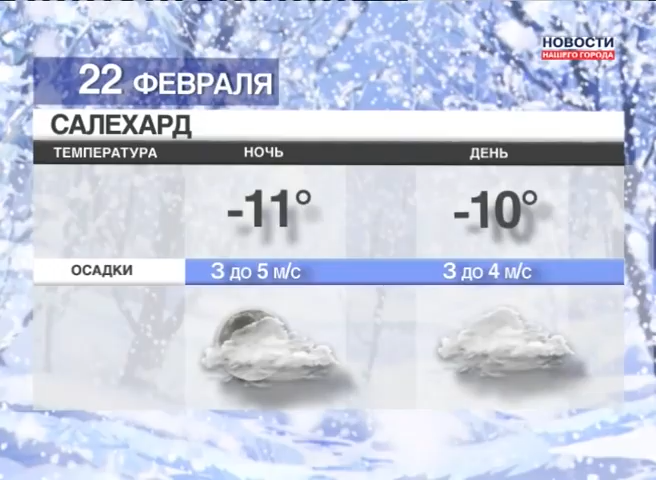 НОВОСТИ
НАШЕГО ГОРОДА
22 ФЕВРАЛЯ
САЛЕХАРД
ТЕМПЕРАТУРА НОЧЬ ДЕНЬ
-11° -10°
ОСАДКИ З ДО 5 М/С З ДО 4 М/С